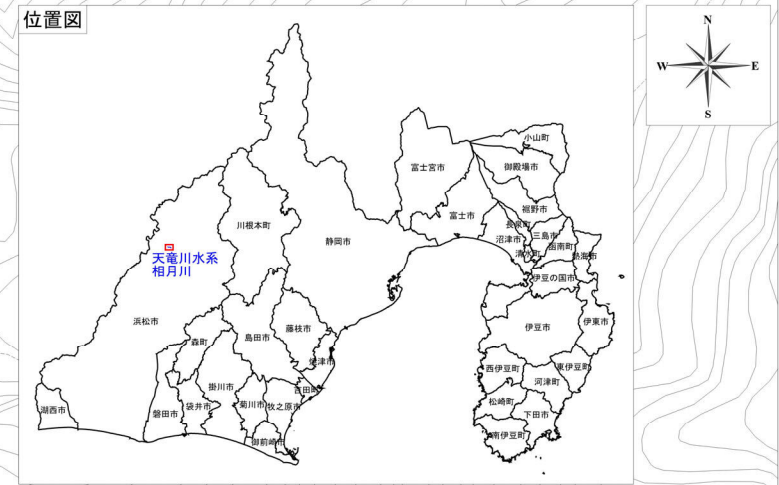 位置図
N
W
E
S
小山町
御殿場市
富士宮市
裾野市
富士市
長泉町
沼津市
三島市
清水町
函南町
熱海市
川根本町
静岡市
天竜川水系
相月川
伊豆の国市
浜松市
伊豆市
伊東市
藤枝市
島田市
森町
焼津市
西伊豆町
東伊豆町
河津町
掛川市
吉田町
湖西市
磐田市
袋井市
菊川市
牧之原市
松崎町
下田市
御前崎市
南伊豆町